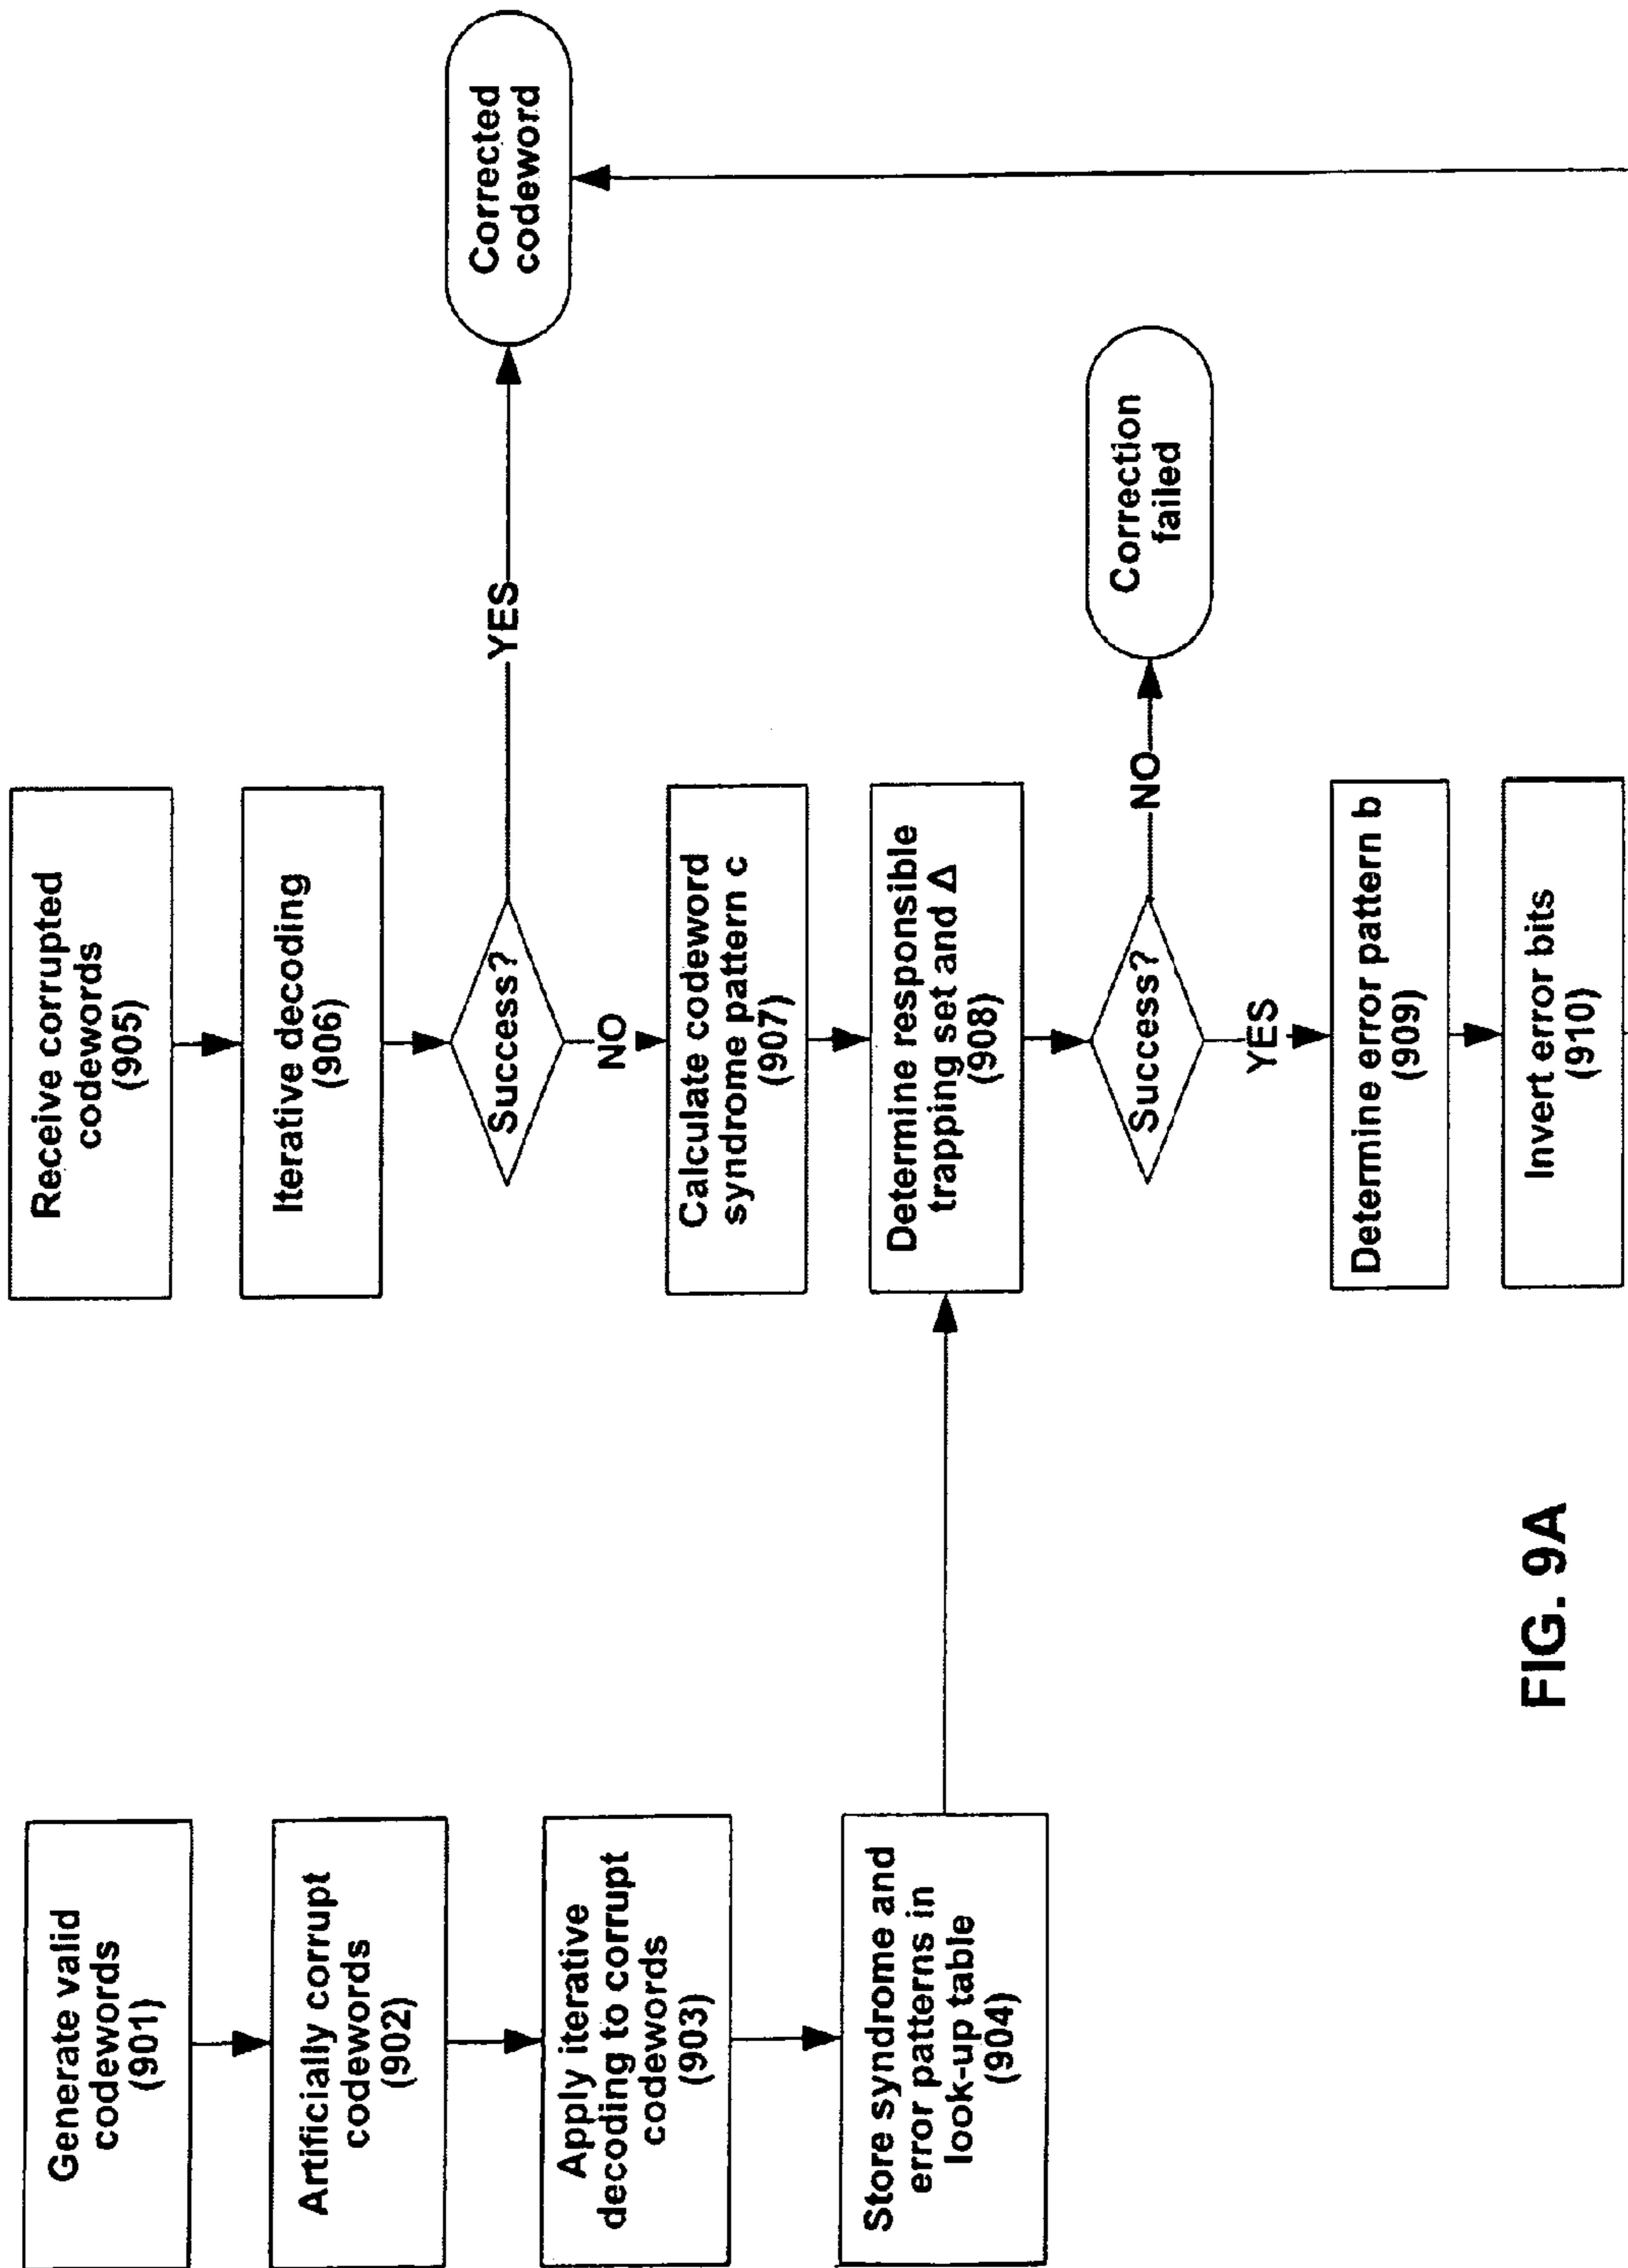 Generate valid
codewords
(901)
Artificially corrupt
codewords
(902)
Apply iterative
decoding to corrupt
codewords
(903)
Store syndrome and
error patterns in
look-up table
(904)
Receive corrupted
codewords
(905)
Iterative decoding
(906)
Success?
YES
Corrected
codeword
NO
Calculate codeword
syndrome pattern c
(907)
Determine responsible
trapping set and Δ
(908)
Success?
NO
Correction
failed
YES
Determine error pattern b
(909)
Invert error bits
(910)
FIG. 9A